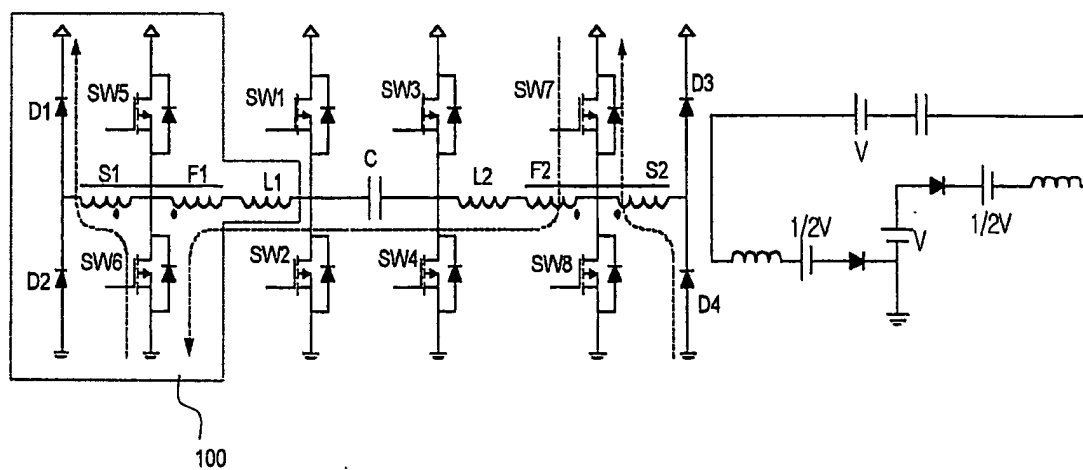 D1
SW5
SW1
SW3
SW7
D3
V
S1
F1
L1
C
L2
F2
S2
1/2V
1/2V
V
D2
SW6
SW2
SW4
SW8
D4
100